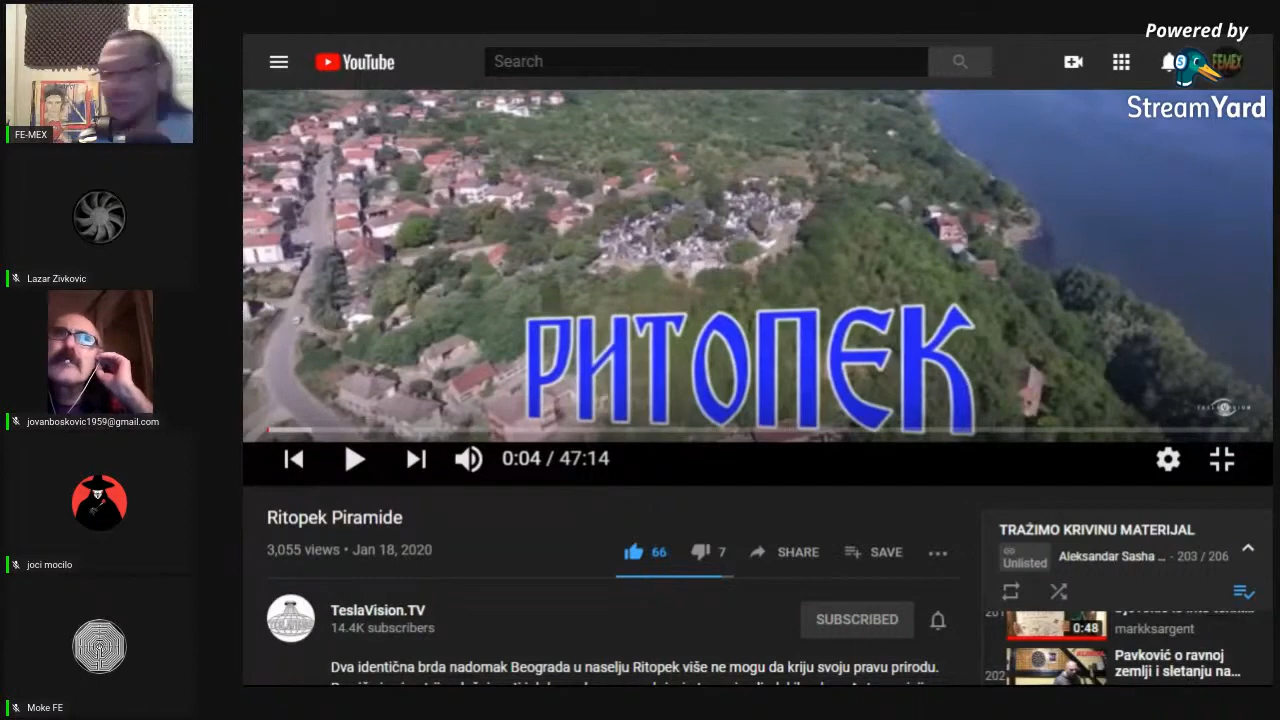 Powered by
StreamYard
FEMEX
FE-MEX
Lazar Zivkovic
jovanboskovic1959@gmail.com
joci mocilo
Moke FE
YouTube
Search
РИТОПЕК
TESLAVISION
0:04 / 47:14
Ritopek Piramide
3,055 views • Jan 18, 2020
66
7
SHARE
SAVE
TeslaVision.TV
14.4K subscribers
SUBSCRIBED
Dva identična brda nadomak Beograda u naselju Ritopek više ne mogu da kriju svoju pravu prirodu.
TRAŽIMO KRIVINU MATERIJAL
Unlisted
Aleksandar Sasha ... - 203 / 206
0:48
markksargent
Pavković o ravnoj
zemlji i sletanju na...